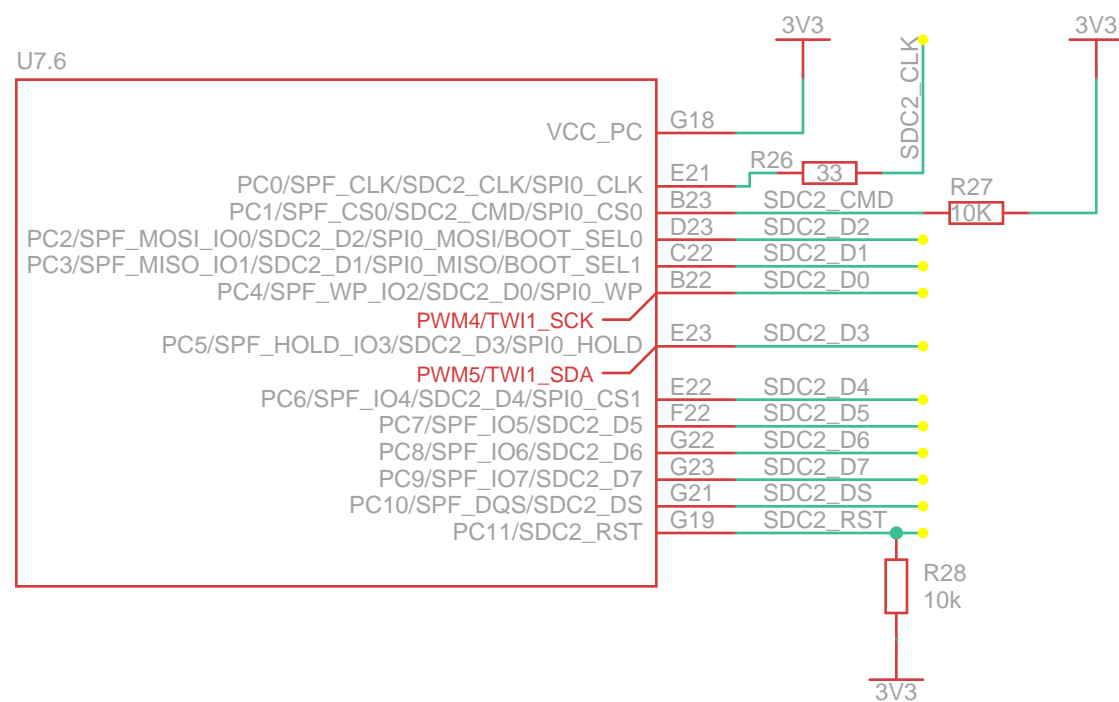 3V3
3V3
U7.6
SDC2_CLK
VCC_PC G18
R26
33
PC0/SPF_CLK/SDC2_CLK/SPI0_CLK E21
R27
10K
PC1/SPF_CS0/SDC2_CMD/SPI0_CS0 B23 SDC2_CMD
PC2/SPF_MOSI_IO0/SDC2_D2/SPI0_MOSI/BOOT_SEL0 D23 SDC2_D2
PC3/SPF_MISO_IO1/SDC2_D1/SPI0_MISO/BOOT_SEL1 C22 SDC2_D1
PC4/SPF_WP_IO2/SDC2_D0/SPI0_WP B22 SDC2_D0
PWM4/TWI1_SCK
PC5/SPF_HOLD_IO3/SDC2_D3/SPI0_HOLD E23 SDC2_D3
PWM5/TWI1_SDA
PC6/SPF_IO4/SDC2_D4/SPI0_CS1 E22 SDC2_D4
PC7/SPF_IO5/SDC2_D5 F22 SDC2_D5
PC8/SPF_IO6/SDC2_D6 G22 SDC2_D6
PC9/SPF_IO7/SDC2_D7 G23 SDC2_D7
PC10/SPF_DQS/SDC2_DS G21 SDC2_DS
PC11/SDC2_RST G19 SDC2_RST
R28
10k
3V3